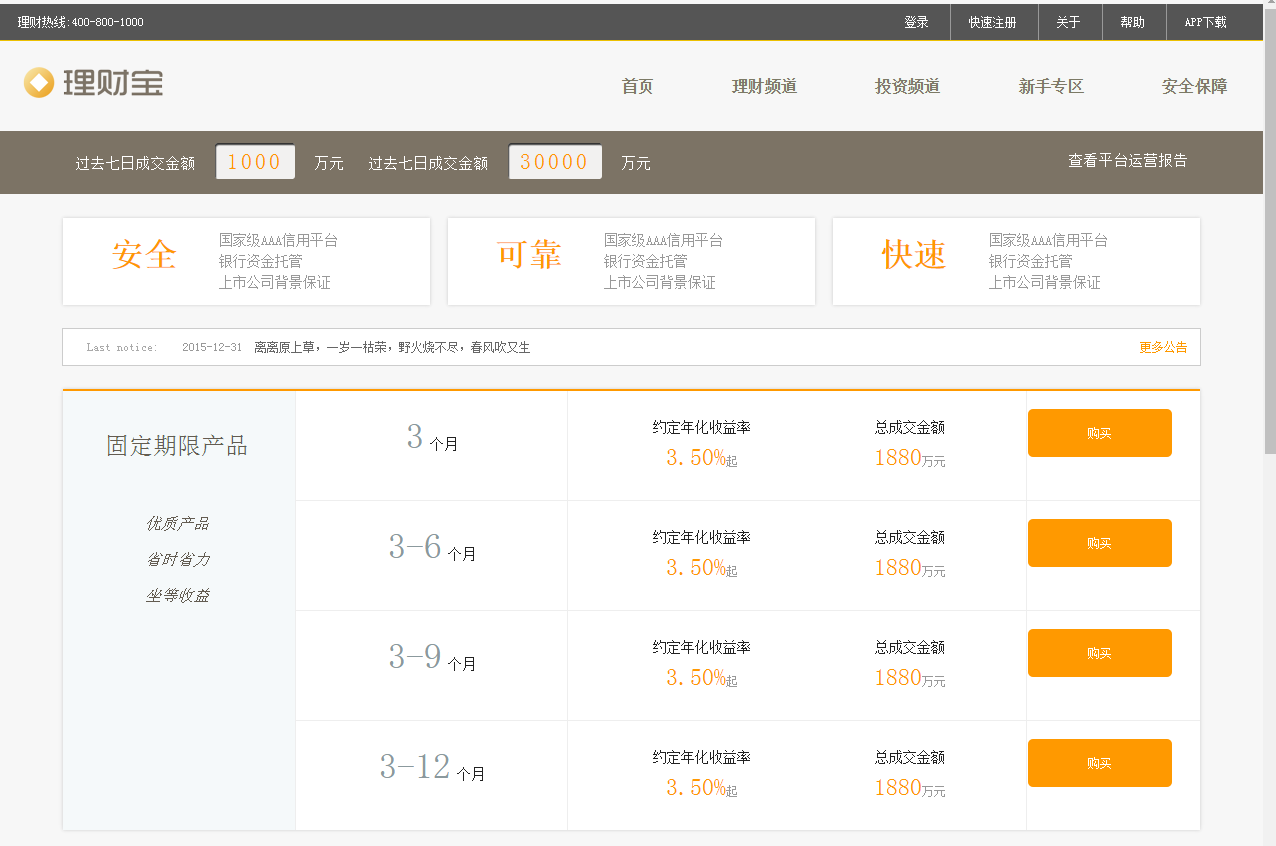 理财热线:400-800-1000 登录 快速注册 关于 帮助 APP下载
理财宝 首页 理财频道 投资频道 新手专区 安全保障
过去七日成交金额 1000 万元 过去七日成交金额 30000 万元 查看平台运营报告
安全
国家级AAA信用平台
银行资金托管
上市公司背景保证
可靠
国家级AAA信用平台
银行资金托管
上市公司背景保证
快速
国家级AAA信用平台
银行资金托管
上市公司背景保证
Last notice: 2015-12-31 离离原上草，一岁一枯荣，野火烧不尽，春风吹又生 更多公告
固定期限产品
优质产品
省时省力
坐等收益
3 个月
约定年化收益率
3.50%起
总成交金额
1880万元
购买
3-6 个月
约定年化收益率
3.50%起
总成交金额
1880万元
购买
3-9 个月
约定年化收益率
3.50%起
总成交金额
1880万元
购买
3-12 个月
约定年化收益率
3.50%起
总成交金额
1880万元
购买